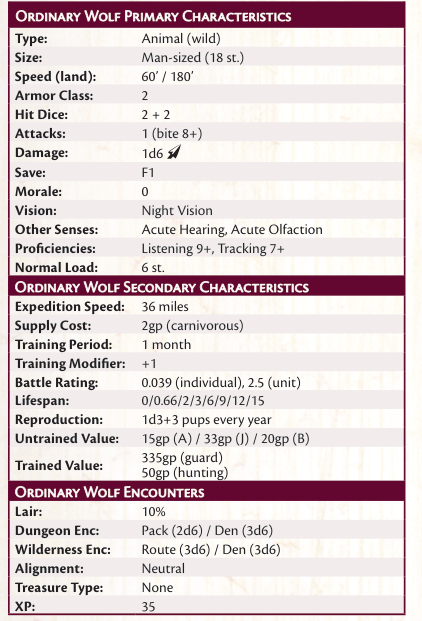 Ordinary Wolf Primary Characteristics
Type: Animal (wild)
Size: Man-sized (18 st.)
Speed (land): 60’ / 180’
Armor Class: 2
Hit Dice: 2 + 2
Attacks: 1 (bite 8+)
Damage: 1d6
Save: F1
Morale: 0
Vision: Night Vision
Other Senses: Acute Hearing, Acute Olfaction
Proficiencies: Listening 9+, Tracking 7+
Normal Load: 6 st.
Ordinary Wolf Secondary Characteristics
Expedition Speed: 36 miles
Supply Cost: 2gp (carnivorous)
Training Period: 1 month
Training Modifier: +1
Battle Rating: 0.039 (individual), 2.5 (unit)
Lifespan: 0/0.66/2/3/6/9/12/15
Reproduction: 1d3+3 pups every year
Untrained Value: 15gp (A) / 33gp (J) / 20gp (B)
Trained Value: 335gp (guard)
50gp (hunting)
Ordinary Wolf Encounters
Lair: 10%
Dungeon Enc: Pack (2d6) / Den (3d6)
Wilderness Enc: Route (3d6) / Den (3d6)
Alignment: Neutral
Treasure Type: None
XP: 35